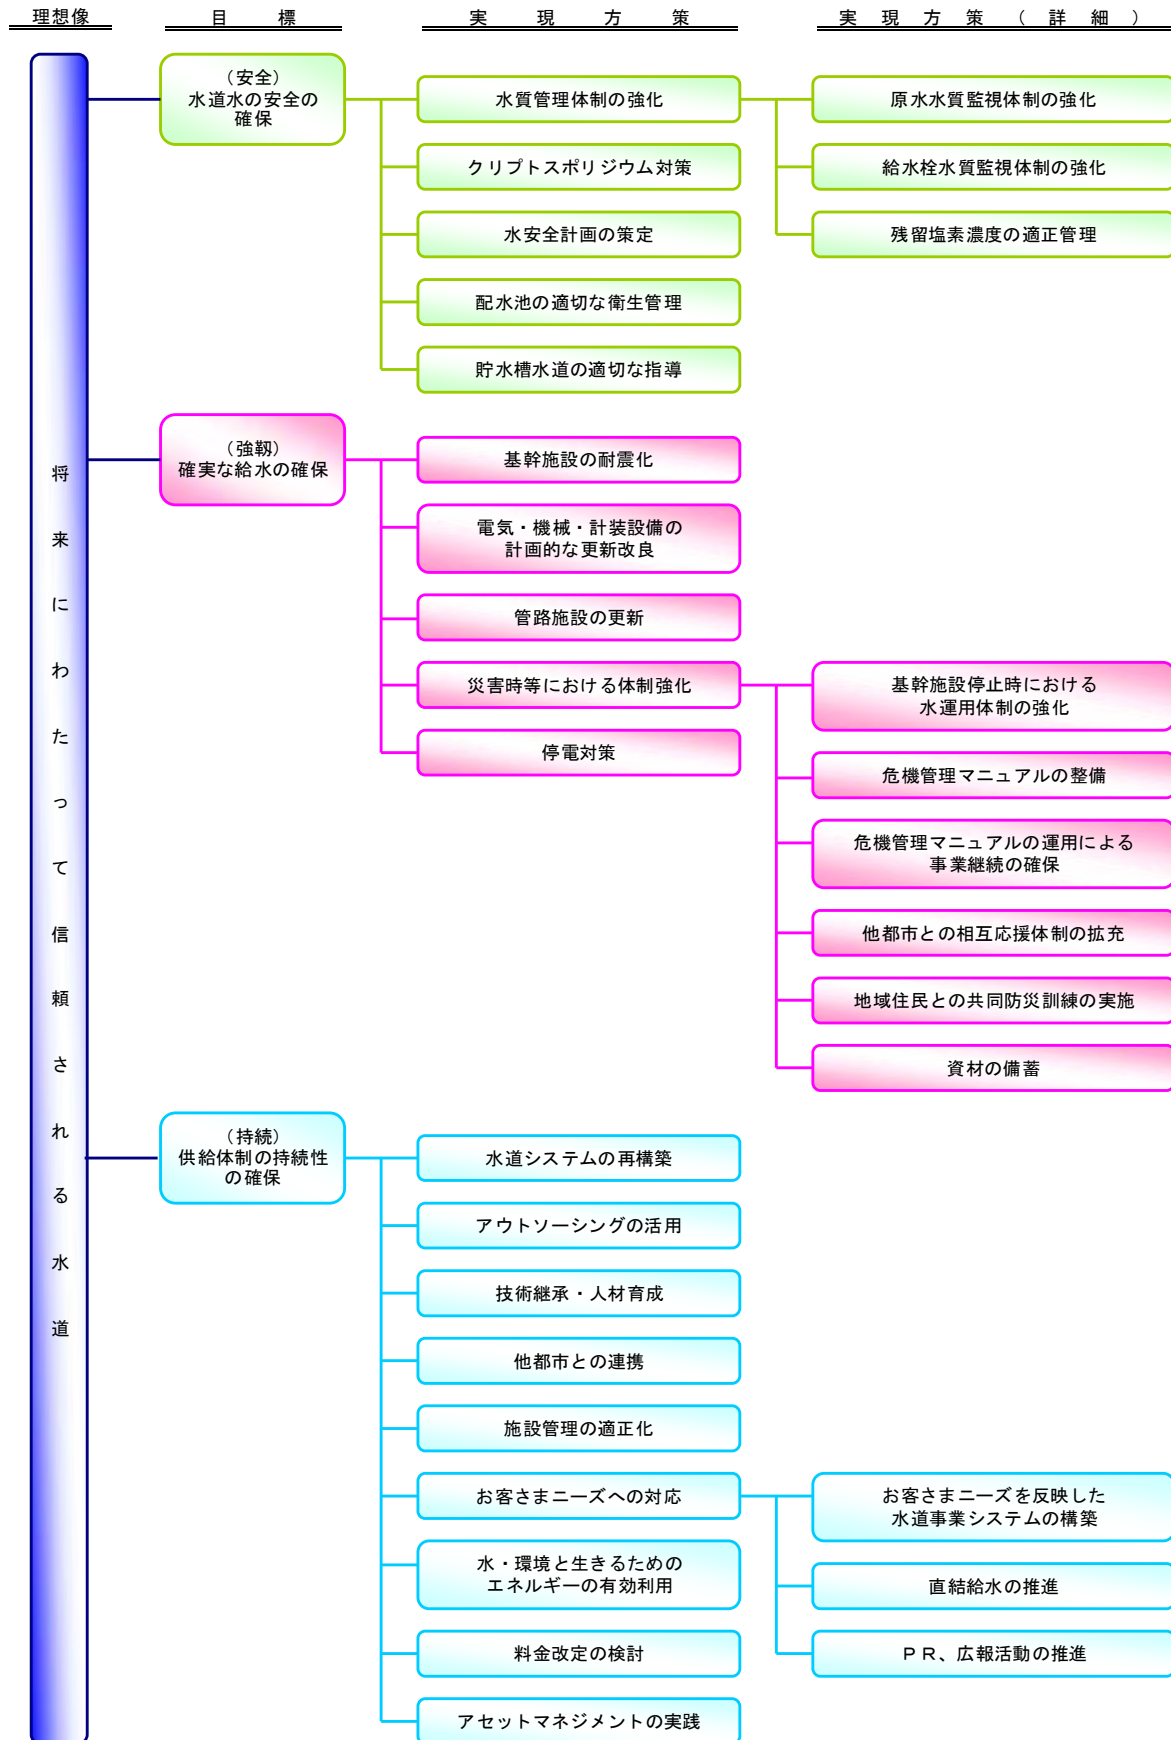 理想像
目標
実現方策
実現方策（詳細）
将来にわたって信頼される水道
（安全）
水道水の安全の
確保
水質管理体制の強化
クリプトスポリジウム対策
水安全計画の策定
配水池の適切な衛生管理
貯水槽水道の適切な指導
原水水質監視体制の強化
給水栓水質監視体制の強化
残留塩素濃度の適正管理
（強靱）
確実な給水の確保
基幹施設の耐震化
電気・機械・計装設備の
計画的な更新改良
管路施設の更新
災害時等における体制強化
停電対策
基幹施設停止時における
水運用体制の強化
危機管理マニュアルの整備
危機管理マニュアルの運用による
事業継続の確保
他都市との相互応援体制の拡充
地域住民との共同防災訓練の実施
資材の備蓄
（持続）
供給体制の持続性
の確保
水道システムの再構築
アウトソーシングの活用
技術継承・人材育成
他都市との連携
施設管理の適正化
お客さまニーズへの対応
水・環境と生きるための
エネルギーの有効利用
料金改定の検討
アセットマネジメントの実践
お客さまニーズを反映した
水道事業システムの構築
直結給水の推進
ＰＲ、広報活動の推進